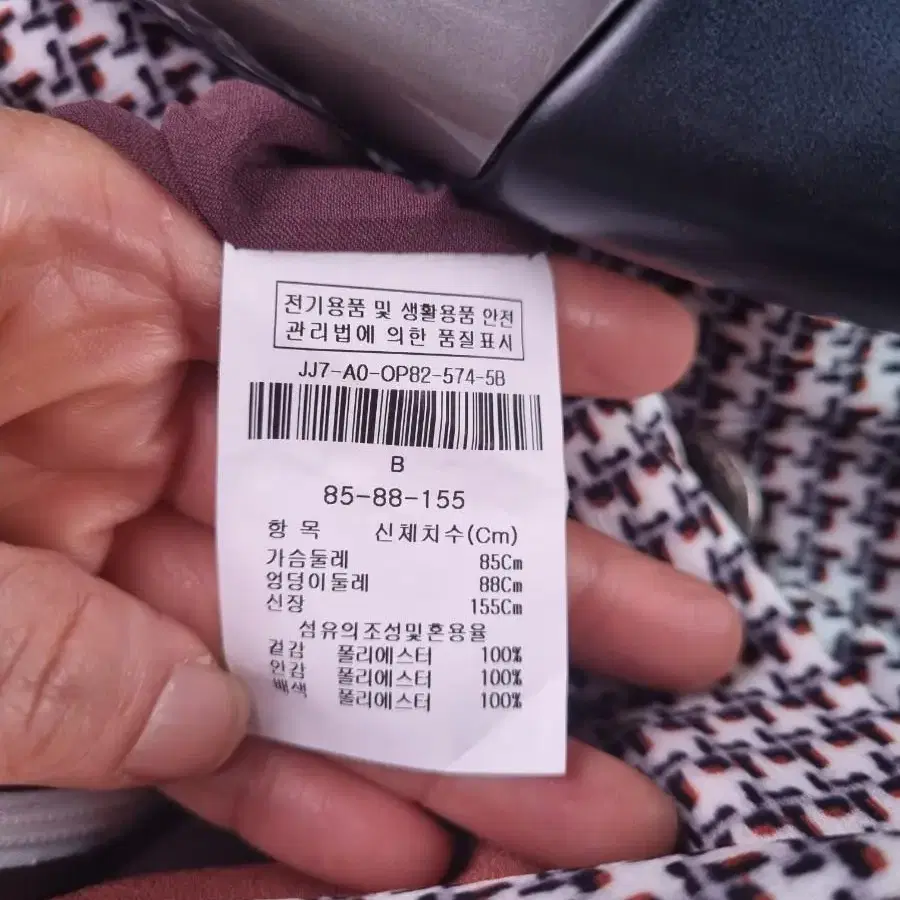 전기용품 및 생활용품 안전
관리법에 의한 품질표시
JJ7-A0-OP82-574-5B
B
85-88-155
항 목 신체치수(Cm)
가슴둘레 85Cm
엉덩이둘레 88Cm
신장 155Cm
섬유의조성및혼용율
겉감 폴리에스터 100%
안감 폴리에스터 100%
배색 폴리에스터 100%